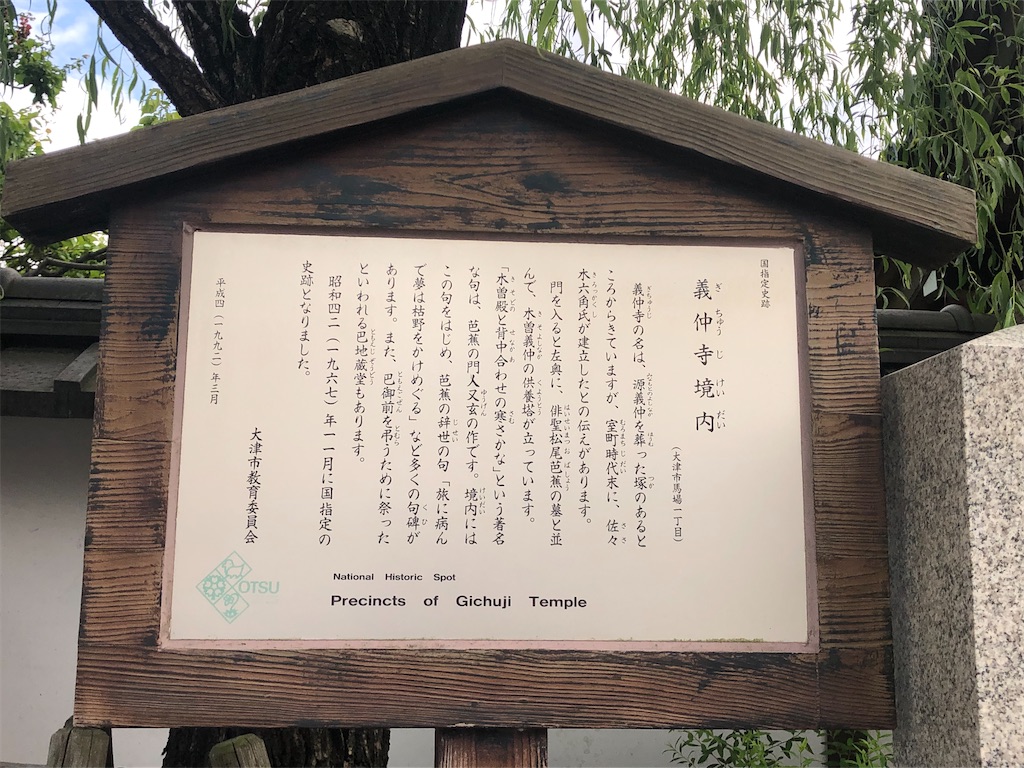 国指定史跡
義仲寺境内
(大津市馬場一丁目)
義仲寺の名は、源義仲を葬った塚のあると
ころからきていますが、室町時代末に、佐々
木六角氏が建立したとの伝えがあります。
門を入ると左奥に、俳聖松尾芭蕉の墓と並
んで、木曽義仲の供養塔が立っています。
「木曽殿と背中合わせの寒さかな」という著名
な句は、芭蕉の門人又玄の作です。境内には
この句をはじめ、芭蕉の辞世の句「旅に病ん
で夢は枯野をかけめぐる」など多くの句碑が
あります。また、巴御前を弔うために祭った
といわれる巴地蔵堂もあります。
昭和四二(一九六七)年一一月に国指定の
史跡となりました。
大津市教育委員会
平成四(一九九二)年三月
National Historic Spot
Precincts of Gichuji Temple
OTSU